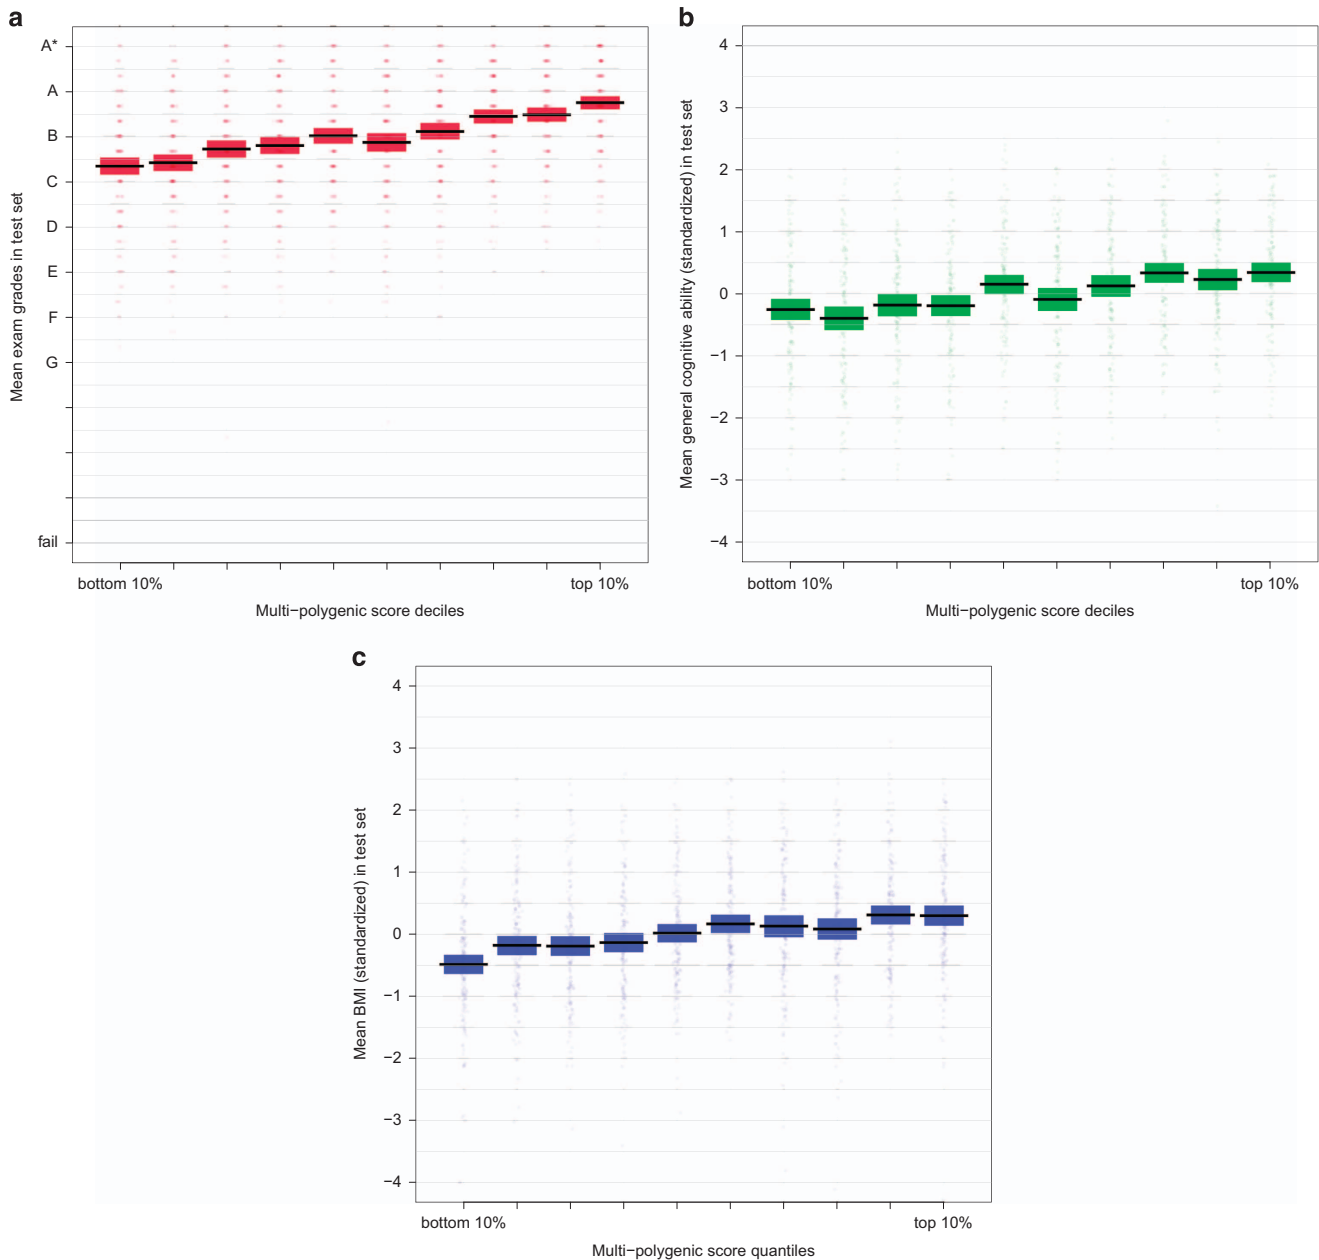 a
Mean exam grades in test set
A*
A
B
C
D
E
F
G
fail
bottom 10%
top 10%
Multi−polygenic score deciles
b
Mean general cognitive ability (standardized) in test set
4
3
2
1
0
−1
−2
−3
−4
bottom 10%
top 10%
Multi−polygenic score deciles
c
Mean BMI (standardized) in test set
4
3
2
1
0
−1
−2
−3
−4
bottom 10%
top 10%
Multi−polygenic score quantiles